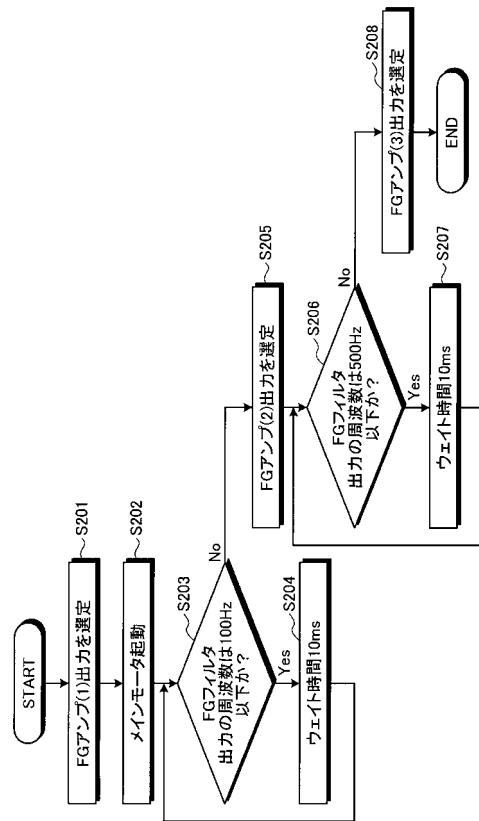 START
FGアンプ(1)出力を選定
S201
メインモータ起動
S202
FGフィルタ
出力の周波数は100Hz
以下か?
S203
No
Yes
ウェイト時間10ms
S204
FGアンプ(2)出力を選定
S205
FGフィルタ
出力の周波数は500Hz
以下か?
S206
No
Yes
ウェイト時間10ms
S207
FGアンプ(3)出力を選定
S208
END